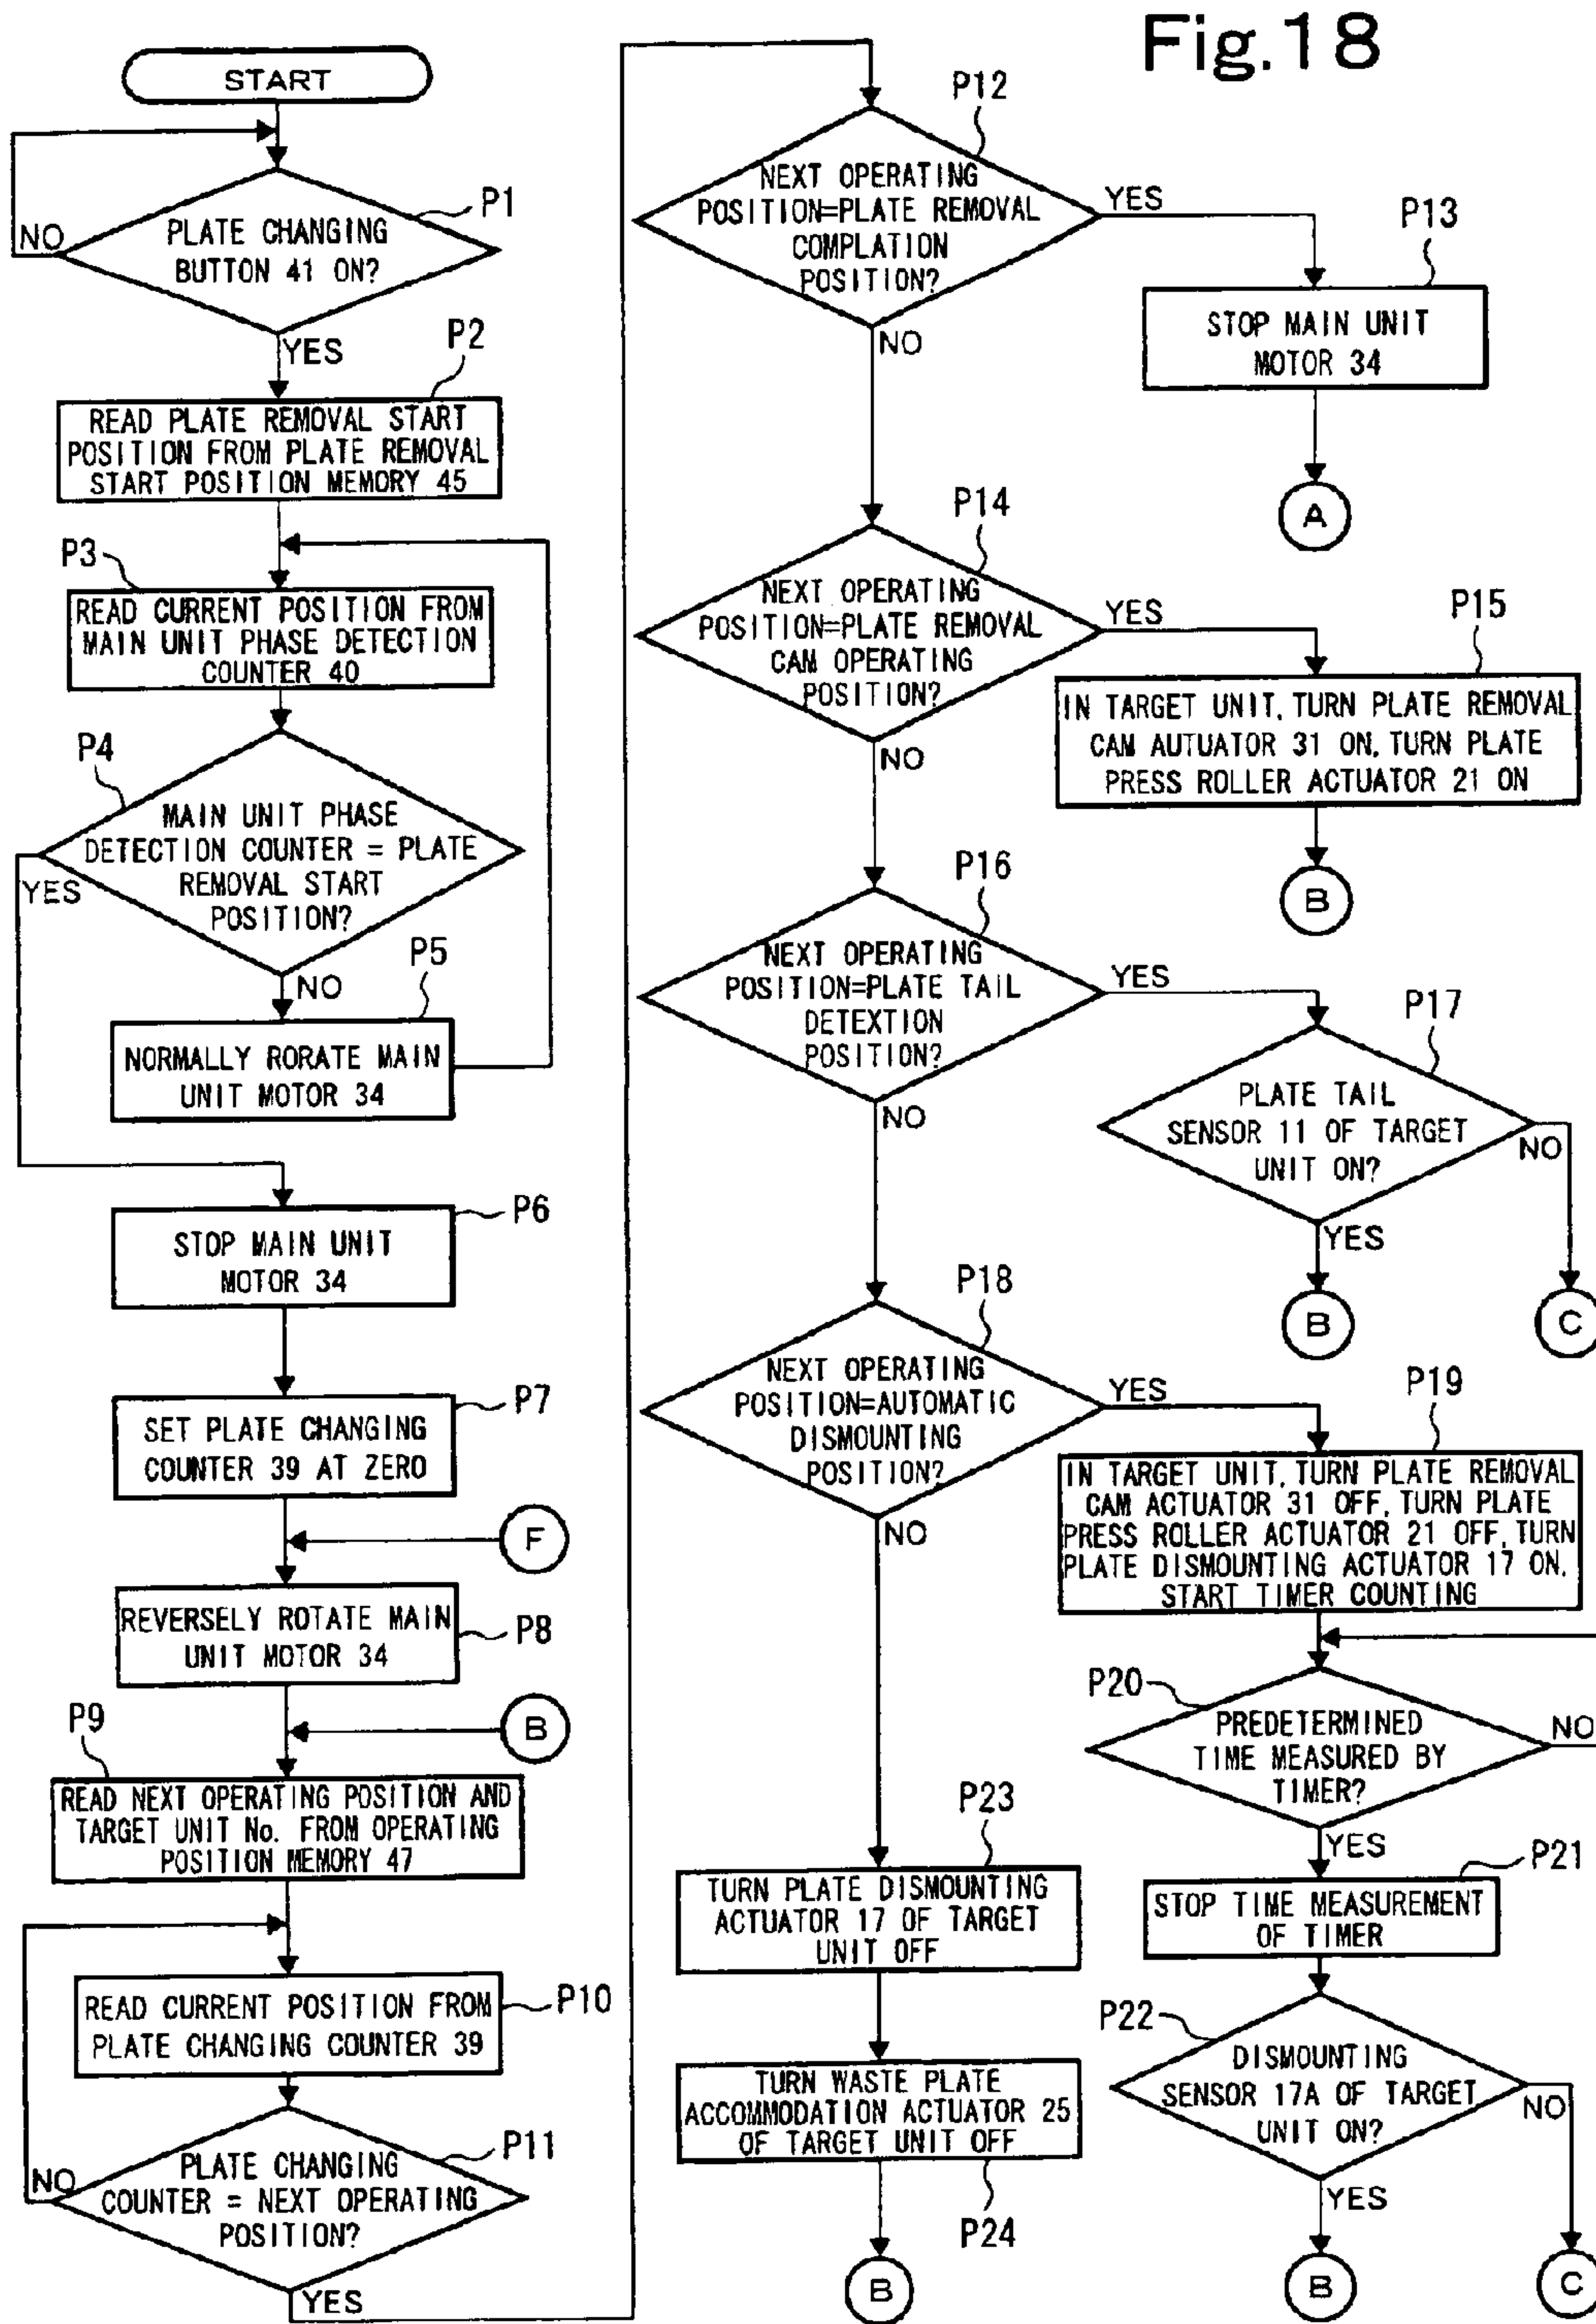 Fig.18
START
P1
NO
PLATE CHANGING
BUTTON 41 ON?
YES
P2
READ PLATE REMOVAL START
POSITION FROM PLATE REMOVAL
START POSITION MEMORY 45
P3
READ CURRENT POSITION FROM
MAIN UNIT PHASE DETECTION
COUNTER 40
P4
MAIN UNIT PHASE
DETECTION COUNTER = PLATE
REMOVAL START
POSITION?
YES
NO
P5
NORMALLY RORATE MAIN
UNIT MOTOR 34
P6
STOP MAIN UNIT
MOTOR 34
P7
SET PLATE CHANGING
COUNTER 39 AT ZERO
F
REVERSELY ROTATE MAIN
UNIT MOTOR 34
P8
P9
B
READ NEXT OPERATING POSITION AND
TARGET UNIT No. FROM OPERATING
POSITION MEMORY 47
READ CURRENT POSITION FROM
PLATE CHANGING COUNTER 39
P10
P11
NO
PLATE CHANGING
COUNTER = NEXT OPERATING
POSITION?
YES
P12
NEXT OPERATING
POSITION=PLATE REMOVAL
COMPLATION
POSITION?
YES
NO
P13
STOP MAIN UNIT
MOTOR 34
A
P14
NEXT OPERATING
POSITION=PLATE REMOVAL
CAM OPERATING
POSITION?
YES
NO
P15
IN TARGET UNIT, TURN PLATE REMOVAL
CAM AUTUATOR 31 ON, TURN PLATE
PRESS ROLLER ACTUATOR 21 ON
B
P16
NEXT OPERATING
POSITION=PLATE TAIL
DETEXTION
POSITION?
YES
NO
P17
PLATE TAIL
SENSOR 11 OF TARGET
UNIT ON?
NO
YES
B
C
P18
NEXT OPERATING
POSITION=AUTOMATIC
DISMOUNTING
POSITION?
YES
NO
P19
IN TARGET UNIT, TURN PLATE REMOVAL
CAM ACTUATOR 31 OFF, TURN PLATE
PRESS ROLLER ACTUATOR 21 OFF, TURN
PLATE DISMOUNTING ACTUATOR 17 ON,
START TIMER COUNTING
P20
PREDETERMINED
TIME MEASURED BY
TIMER?
NO
YES
P21
STOP TIME MEASUREMENT
OF TIMER
P22
DISMOUNTING
SENSOR 17A OF TARGET
UNIT ON?
NO
YES
B
C
P23
TURN PLATE DISMOUNTING
ACTUATOR 17 OF TARGET
UNIT OFF
TURN WASTE PLATE
ACCOMMODATION ACTUATOR 25
OF TARGET UNIT OFF
P24
B